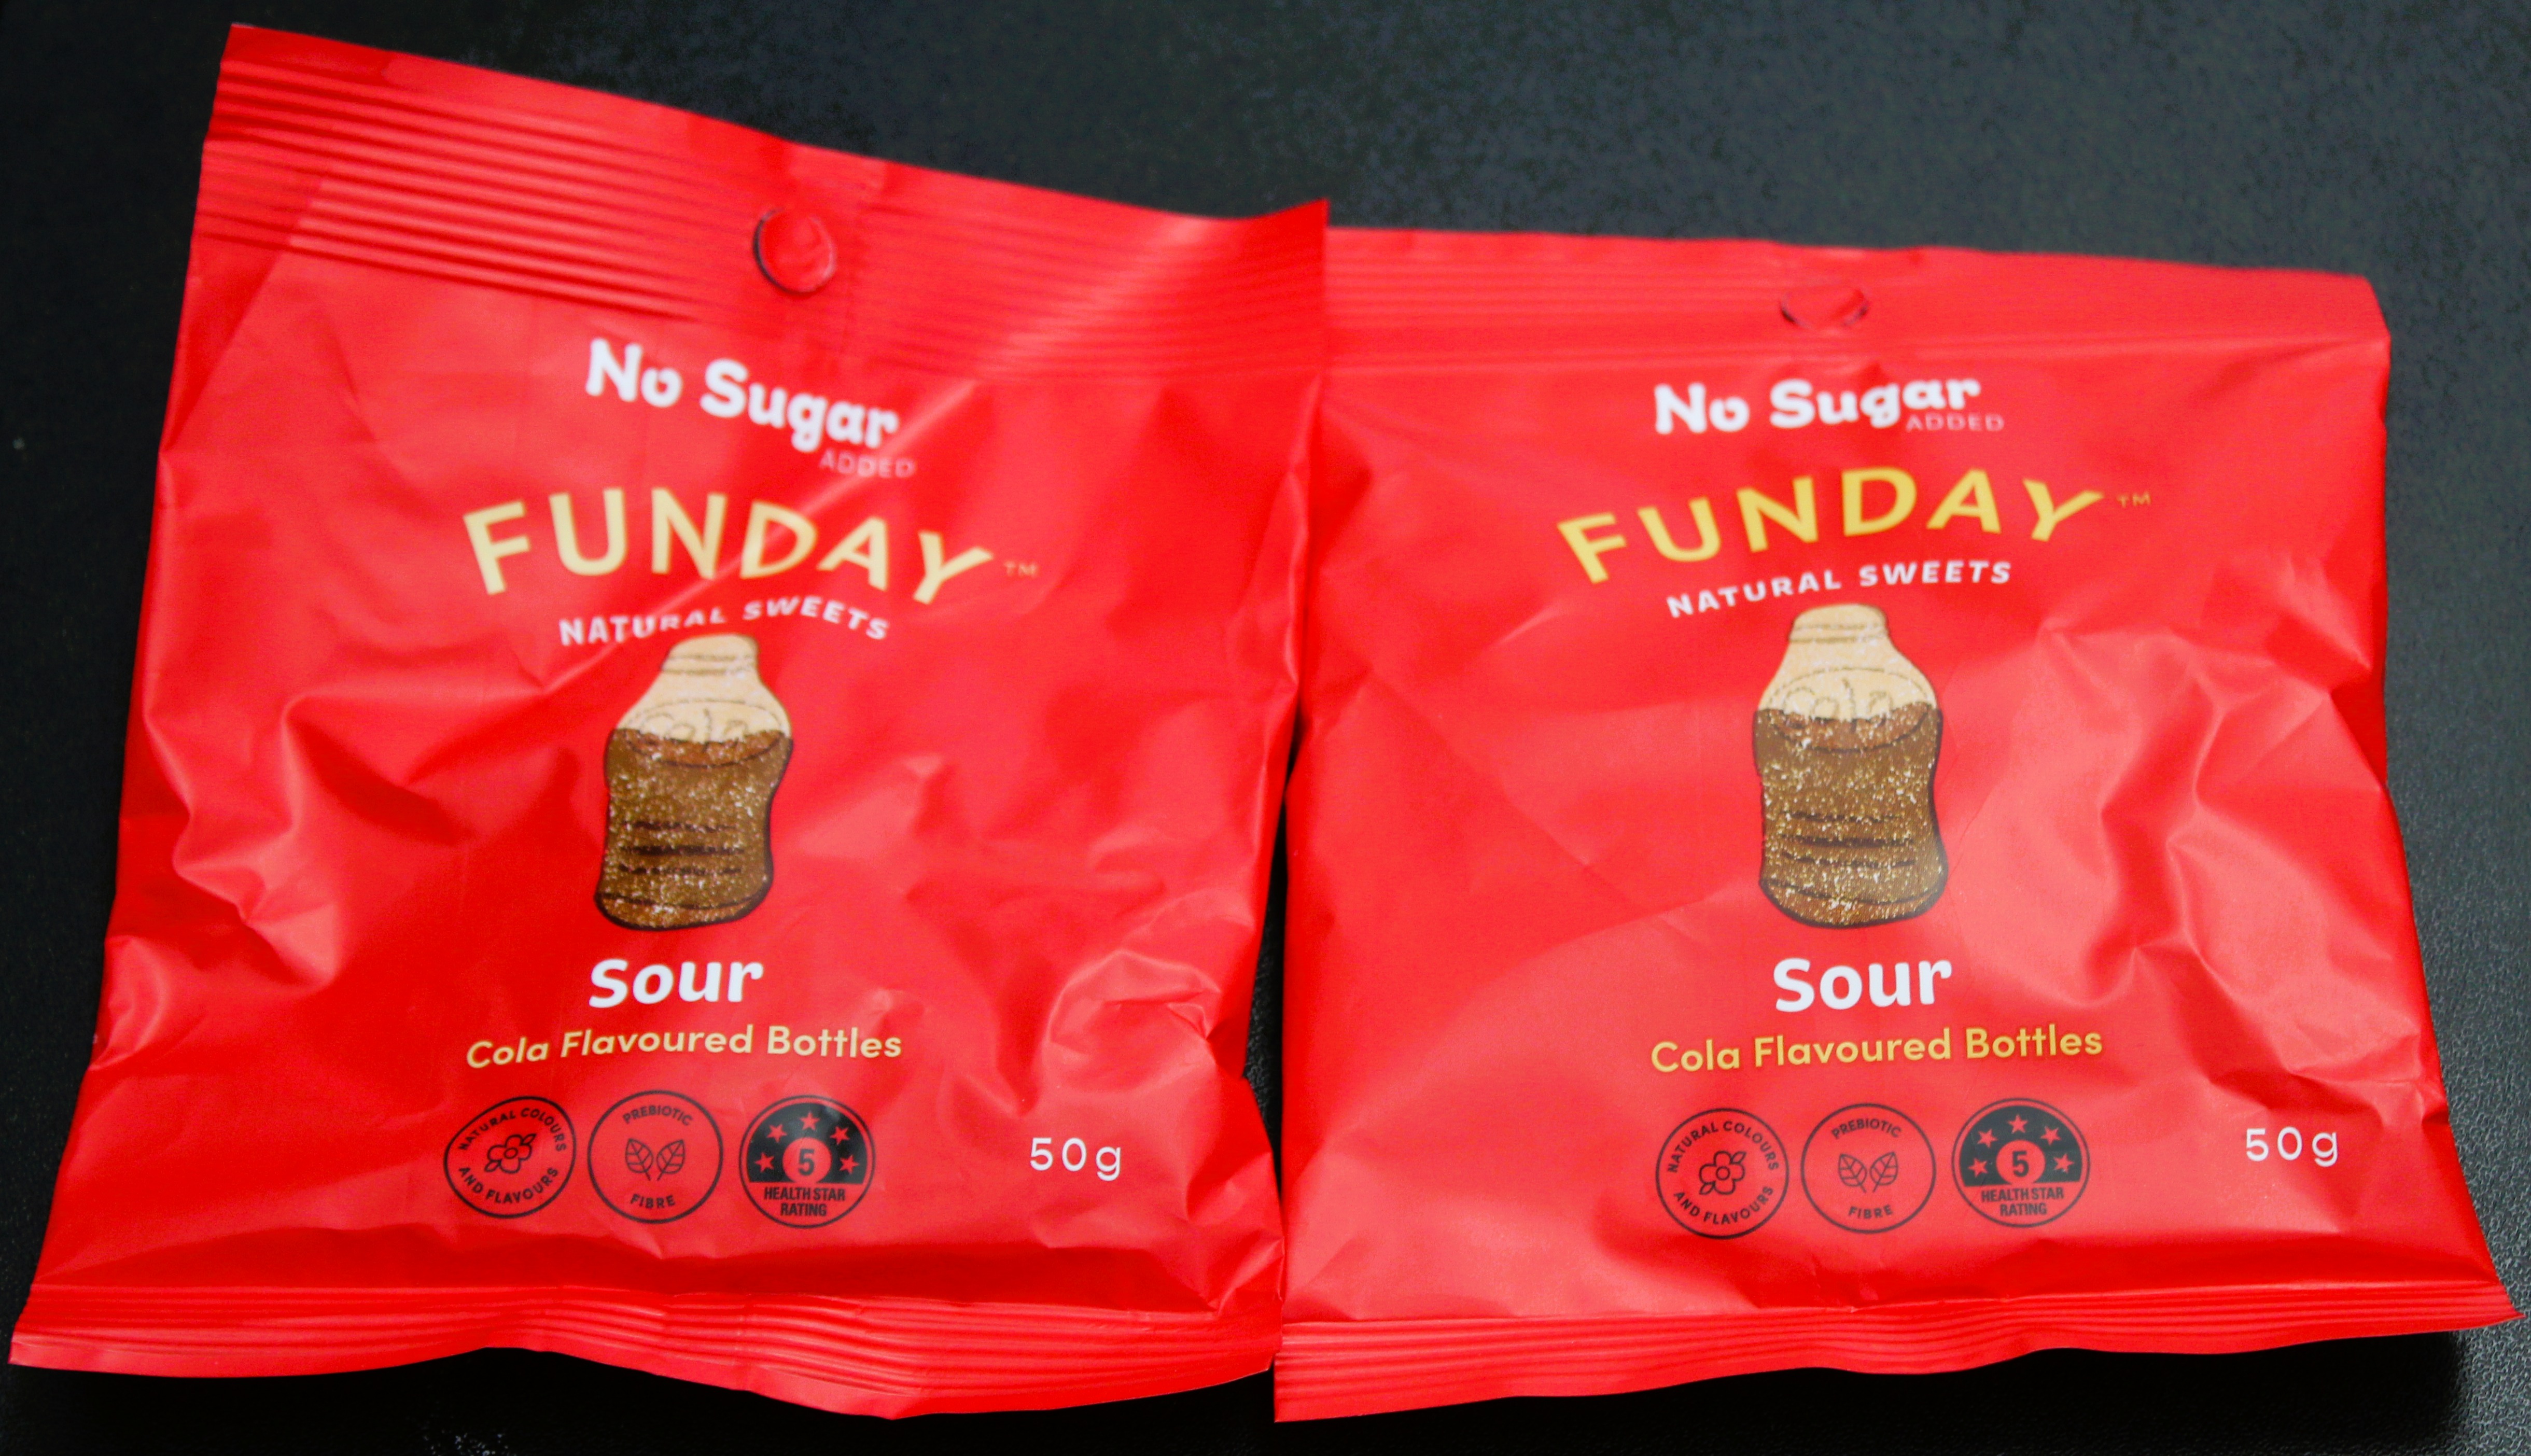 No Sugar
ADDED
FUNDAY™
NATURAL SWEETS
Cola
Sour
Cola Flavoured Bottles
NATURAL COLOURS
AND FLAVOURS
PREBIOTIC
FIBRE
5
HEALTH STAR
RATING
50g
No Sugar
ADDED
FUNDAY™
NATURAL SWEETS
Cola
Sour
Cola Flavoured Bottles
NATURAL COLOURS
AND FLAVOURS
PREBIOTIC
FIBRE
5
HEALTH STAR
RATING
50g